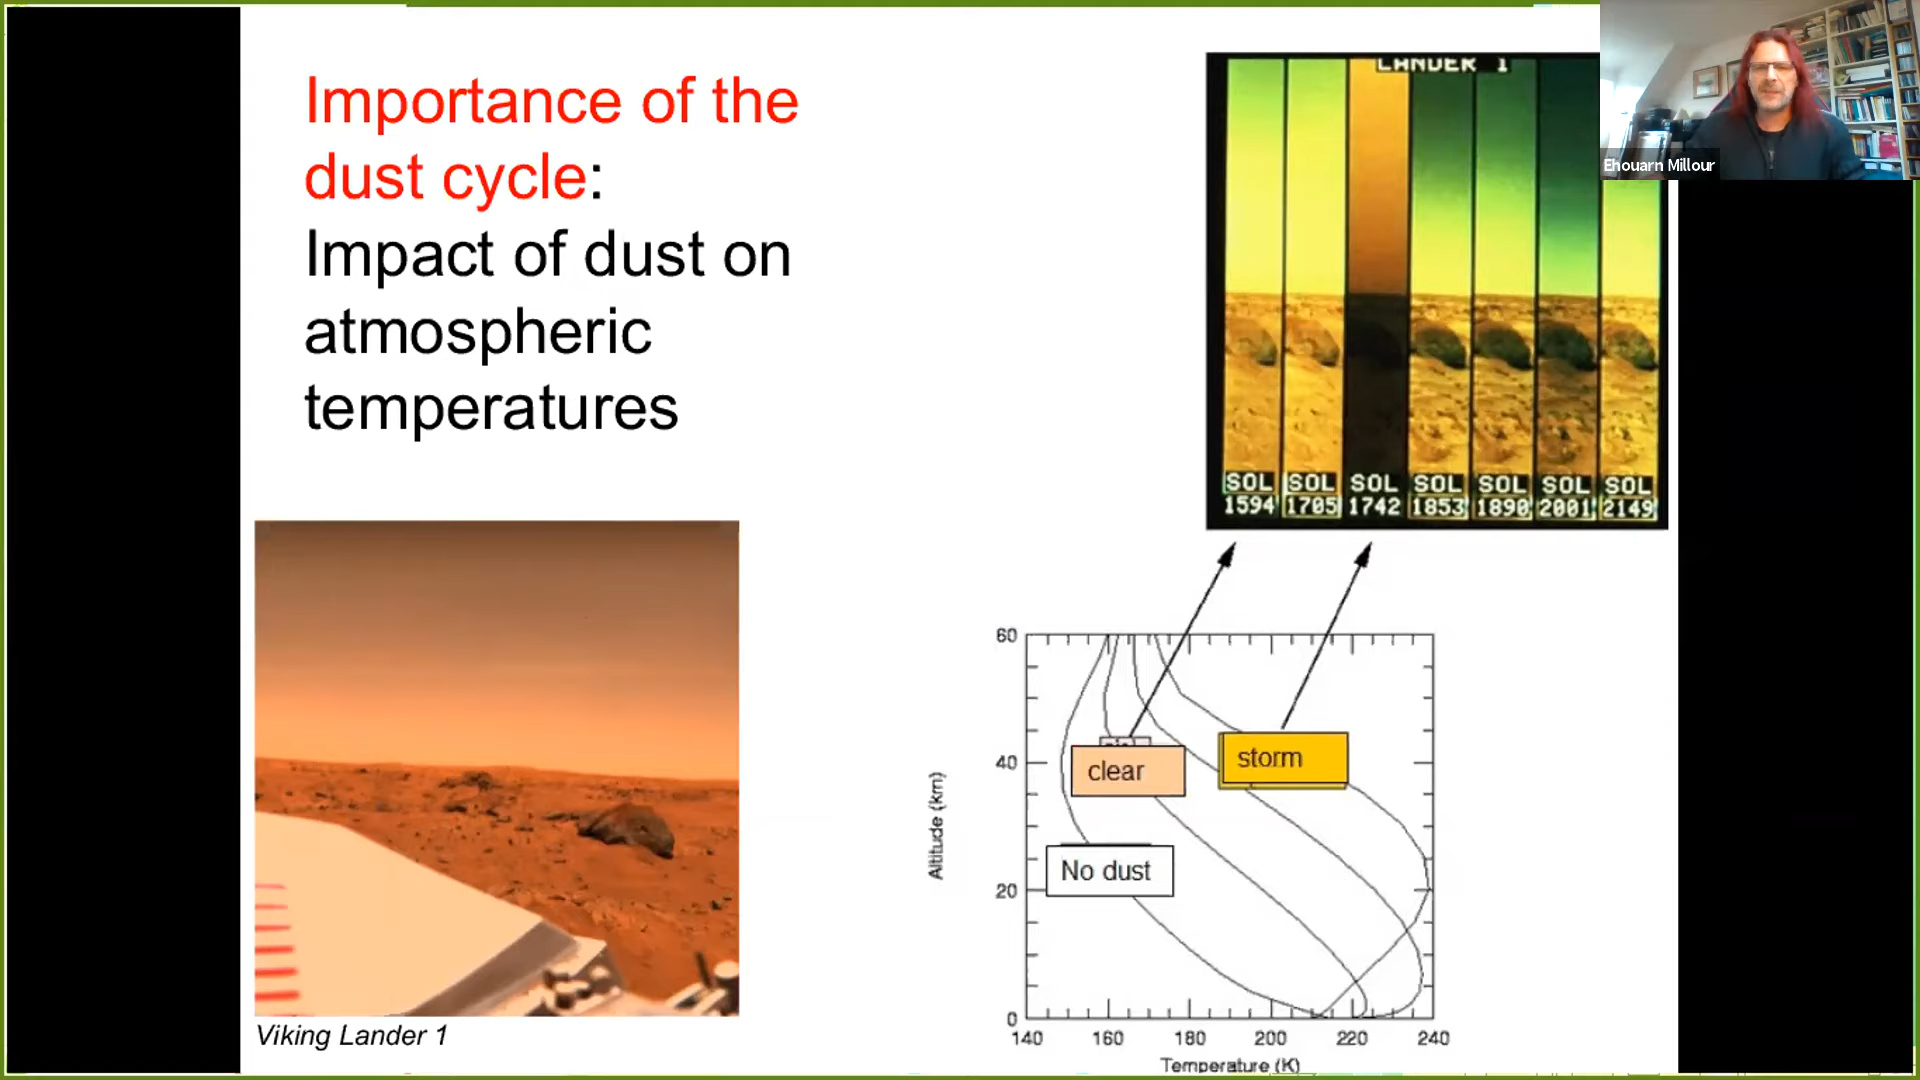 Importance of the
dust cycle:
Impact of dust on
atmospheric
temperatures
LANDER 1
Ehouarn Millour
SOL SOL SOL SOL SOL SOL SOL
1594 1705 1742 1853 1890 2001 2149
Viking Lander 1
60
40
20
0
Altitude (km)
clear
storm
No dust
140 160 180 200 220 240
Temperature (K)